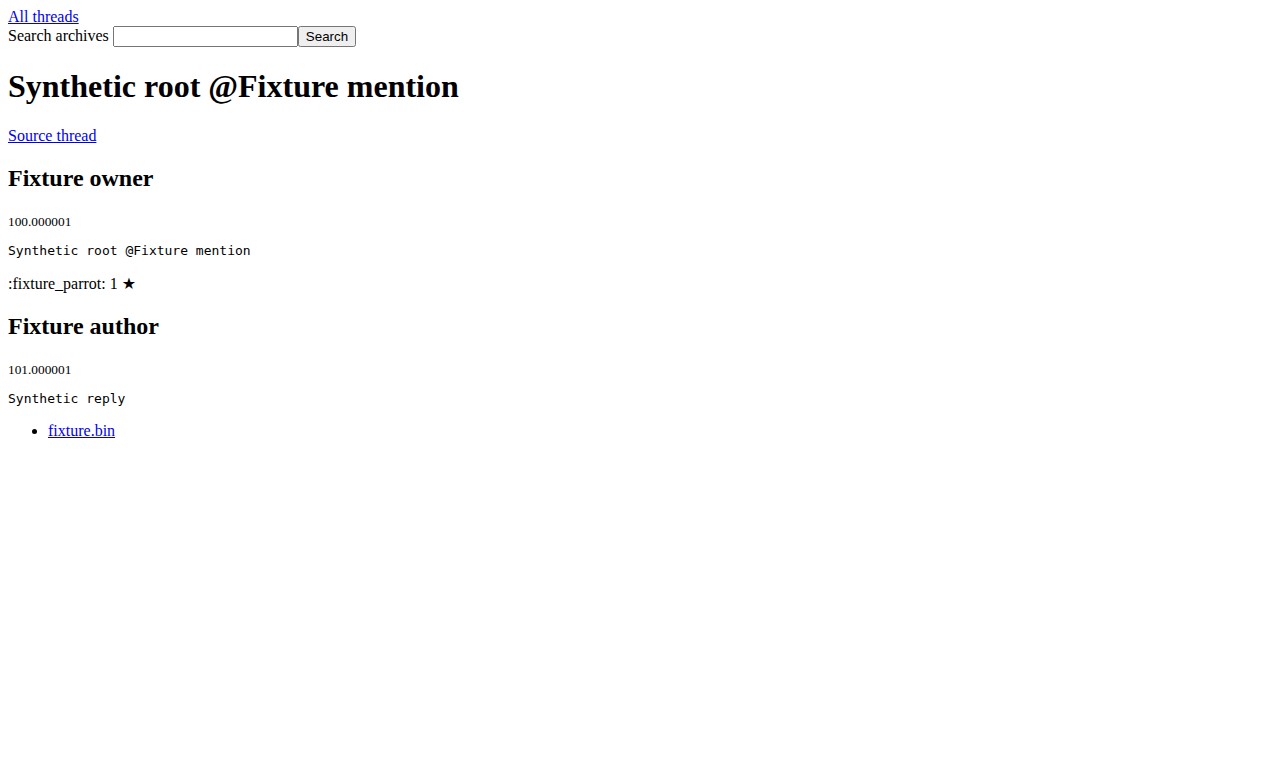 All threads
Search archives Search
Synthetic root @Fixture mention
Source thread
Fixture owner
100.000001
Synthetic root @Fixture mention
:fixture_parrot: 1 ★
Fixture author
101.000001
Synthetic reply
fixture.bin